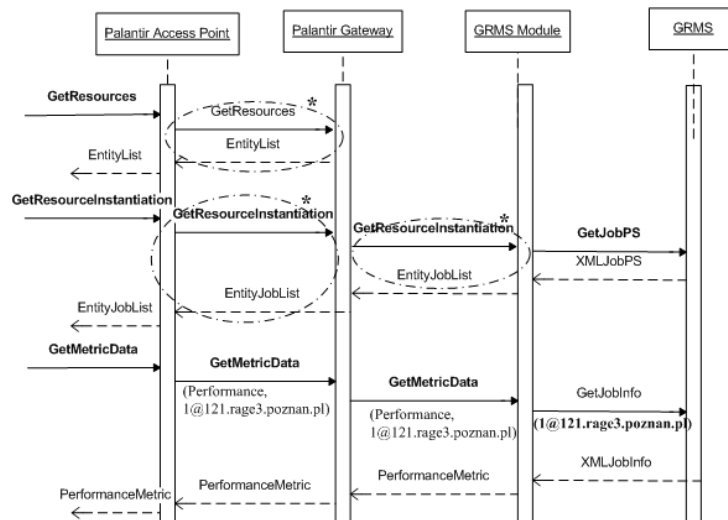 Palantir Access Point
Palantir Gateway
GRMS Module
GRMS
GetResources
*
GetResources
EntityList
EntityList
GetResourceInstantiation
*
GetResourceInstantiation
*
GetResourceInstantiation
GetJobPS
XMLJobPS
EntityJobList
EntityJobList
EntityJobList
GetMetricData
GetMetricData
(Performance,
1@121.rage3.poznan.pl)
GetMetricData
(Performance,
1@121.rage3.poznan.pl)
GetJobInfo
(1@121.rage3.poznan.pl)
XMLJobInfo
PerformanceMetric
PerformanceMetric
PerformanceMetric